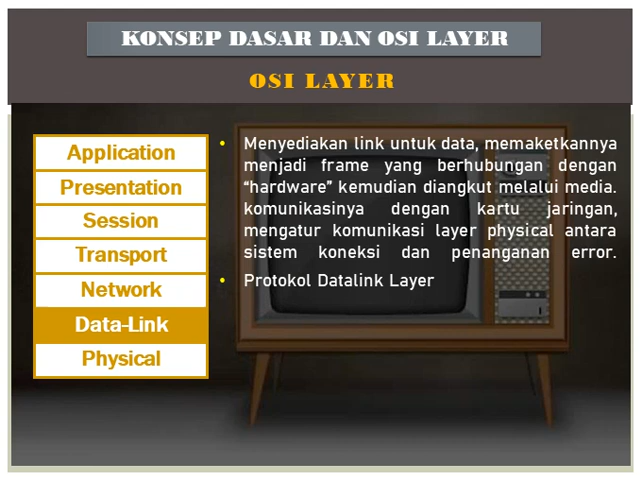 KONSEP DASAR DAN OSI LAYER
OSI LAYER
Application
Presentation
Session
Transport
Network
Data-Link
Physical
• Menyediakan link untuk data, memaketkannya
menjadi frame yang berhubungan dengan
“hardware” kemudian diangkut melalui media.
komunikasinya dengan kartu jaringan,
mengatur komunikasi layer physical antara
sistem koneksi dan penanganan error.
• Protokol Datalink Layer